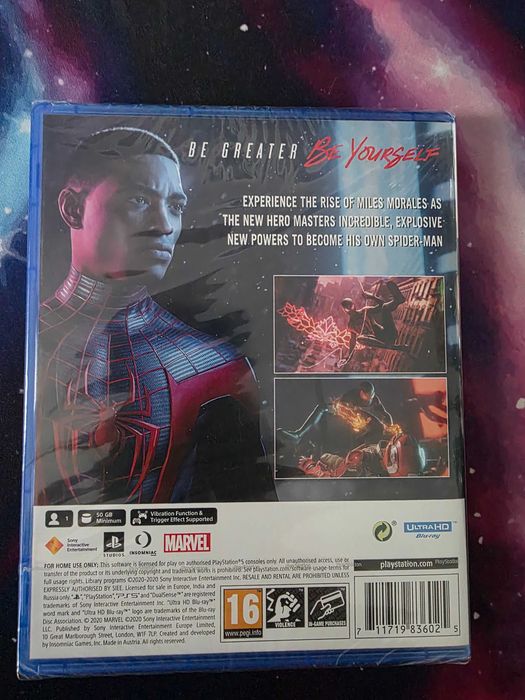 BE GREATER BE YOURSELF
EXPERIENCE THE RISE OF MILES MORALES AS
THE NEW HERO MASTERS INCREDIBLE, EXPLOSIVE
NEW POWERS TO BECOME HIS OWN SPIDER-MAN
1
50 GB
Minimum
Vibration Function &
Trigger Effect Supported
Sony
Interactive
Entertainment
PlayStation
STUDIOS
INSOMNIAC
MARVEL
ULTRA HD
Blu-ray
FOR HOME USE ONLY: This software is licensed for play on authorised PlayStation®5 consoles only. All unauthorised access, use or
transfer of the product or its underlying copyright and trademark works is prohibited. See playstation.com/software-usage-terms for
full usage rights. Library programs ©2020-2020 Sony Interactive Entertainment Inc. RESALE AND RENTAL ARE PROHIBITED UNLESS
EXPRESSLY AUTHORISED BY SIEE. Licensed for sale in Europe, India and
Russia only. "PlayStation", "PS5" and "DualSense" are registered
trademarks of Sony Interactive Entertainment Inc. "Ultra HD Blu-ray™"
word and "Ultra HD Blu-ray™" logos are trademarks of the Blu-ray
Disc Association. © 2020 MARVEL ©2020 Sony Interactive Entertainment
LLC. Published by Sony Interactive Entertainment Europe Limited,
10 Great Marlborough Street, London, W1F 7LP. Created and developed
by Insomniac Games, Inc. Made in Austria. All rights reserved.
playstation.com
PlayStation
16
www.pegi.info
VIOLENCE
IN-GAME PURCHASES
7 11719 83602 5